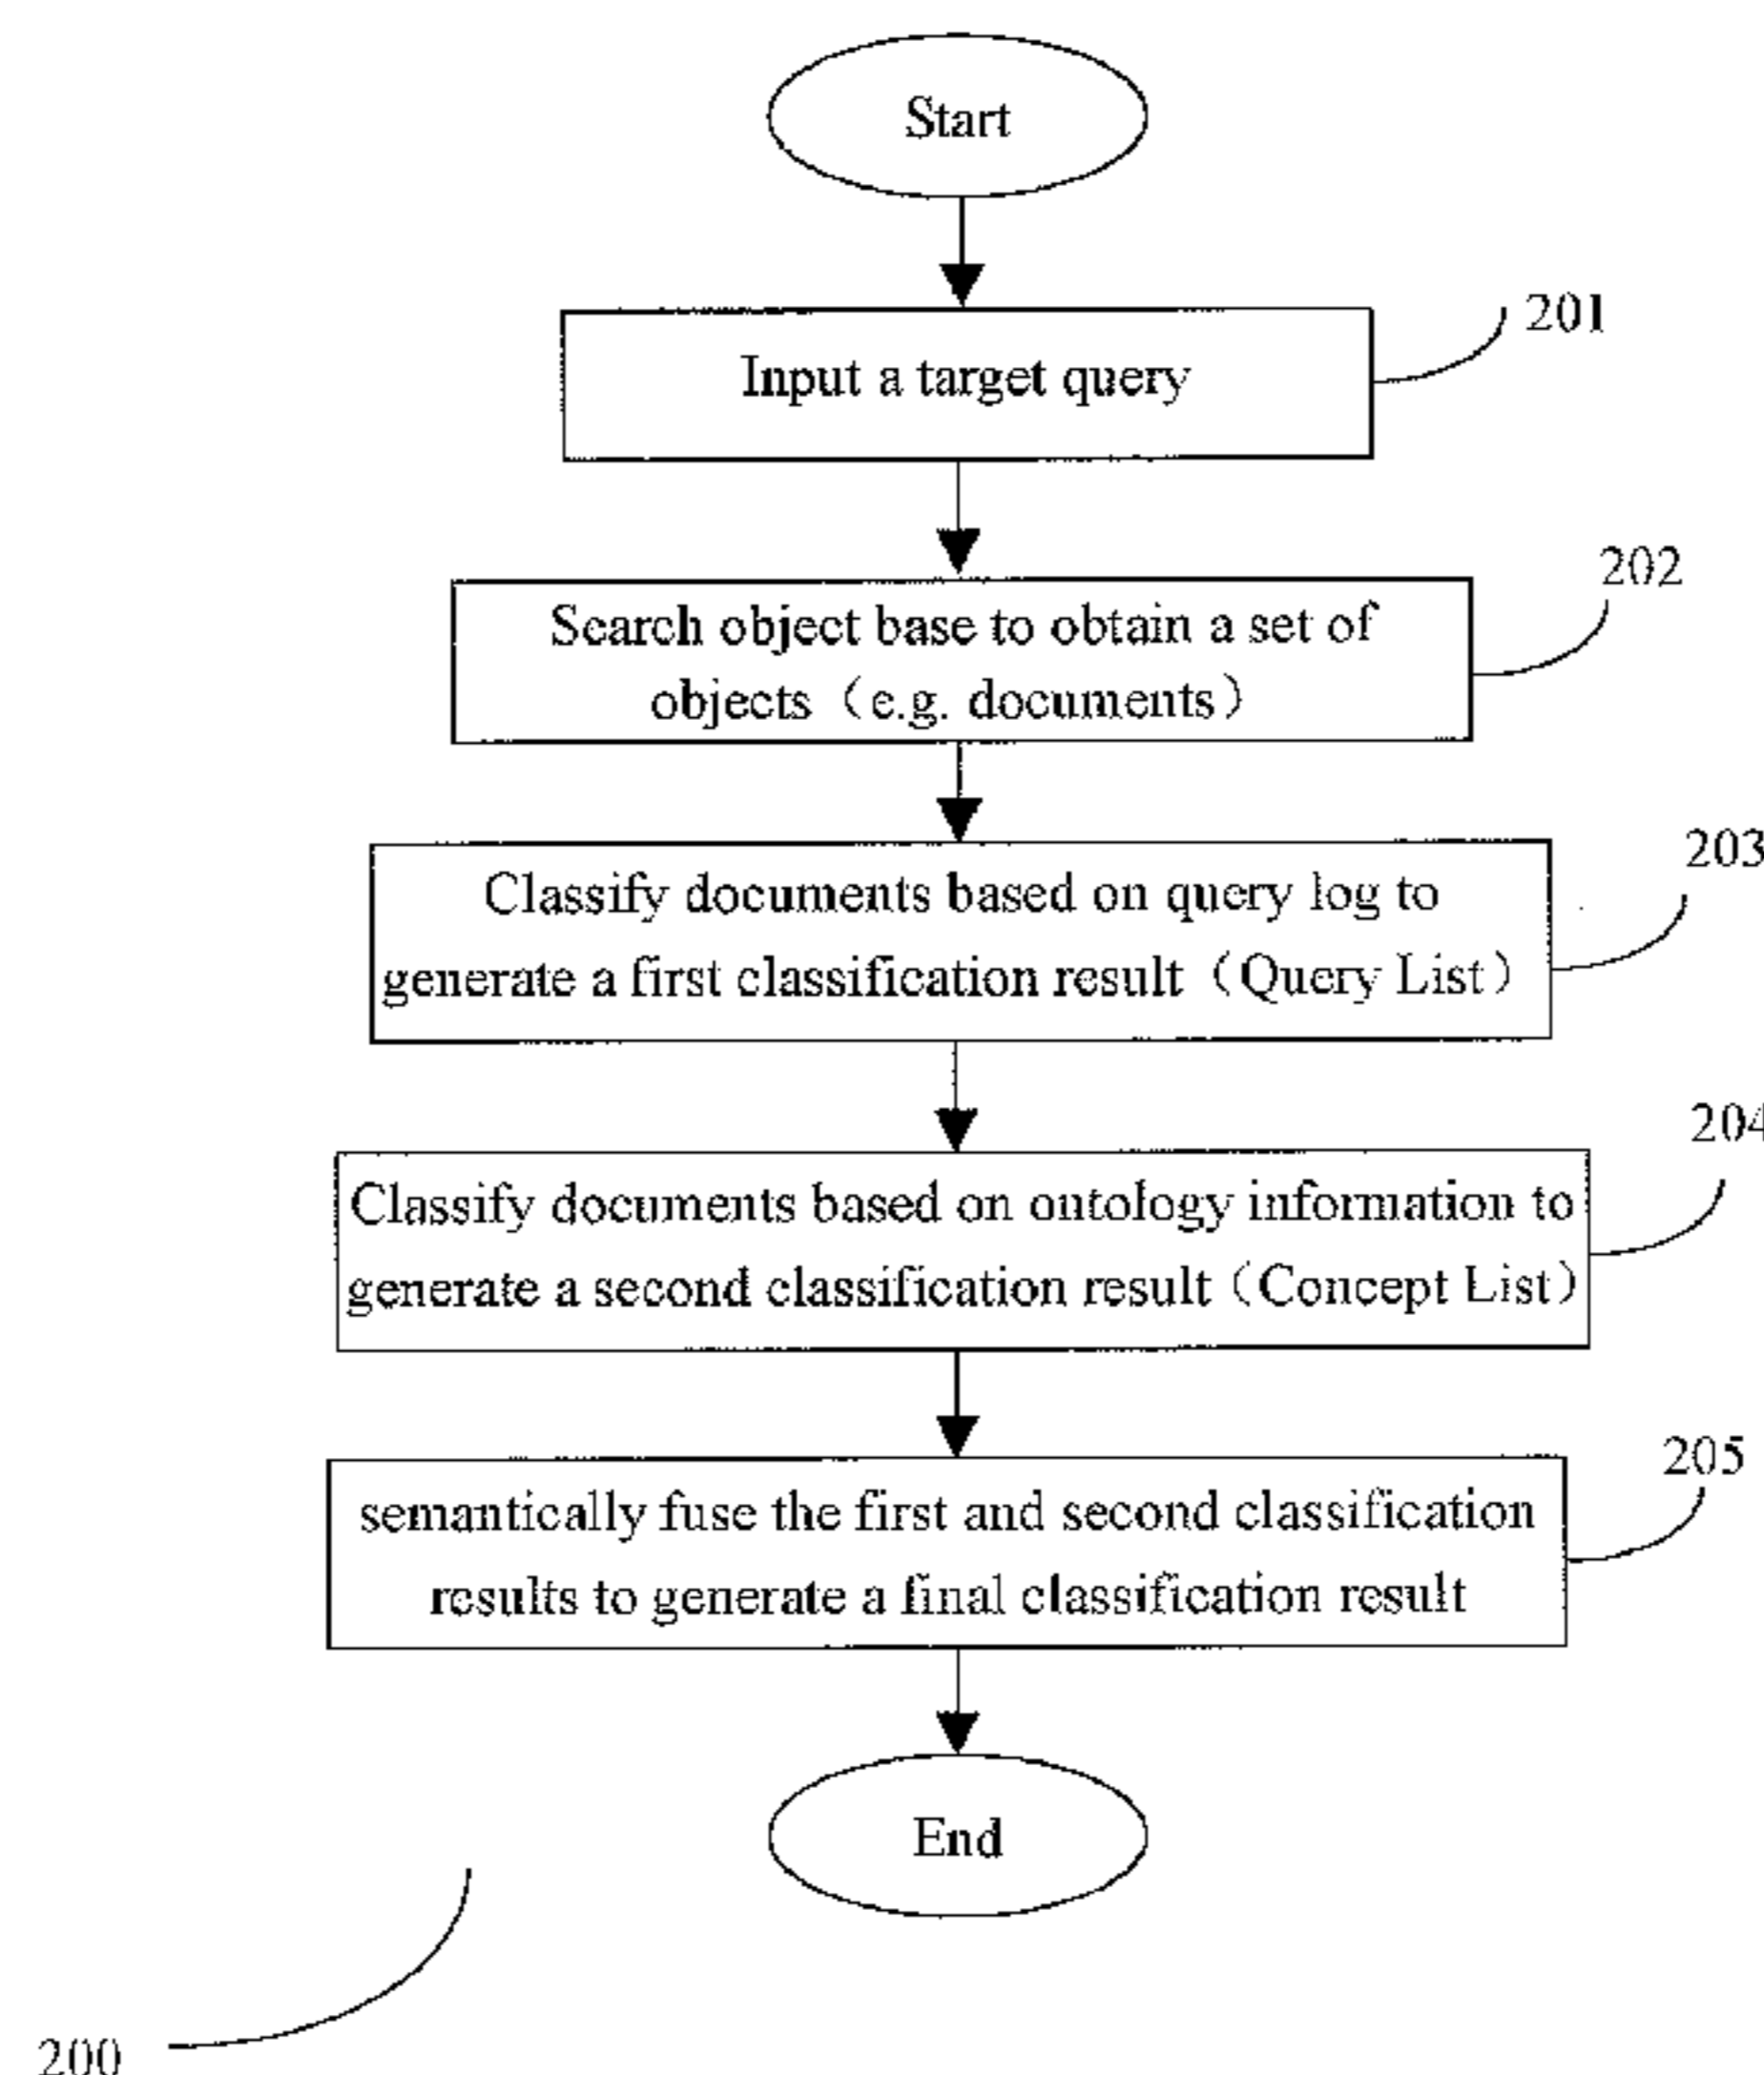 Start
201
Input a target query
202
Search object base to obtain a set of
objects（e.g. documents）
203
Classify documents based on query log to
generate a first classification result（Query List）
204
Classify documents based on ontology information to
generate a second classification result（Concept List）
205
semantically fuse the first and second classification
results to generate a final classification result
End
200